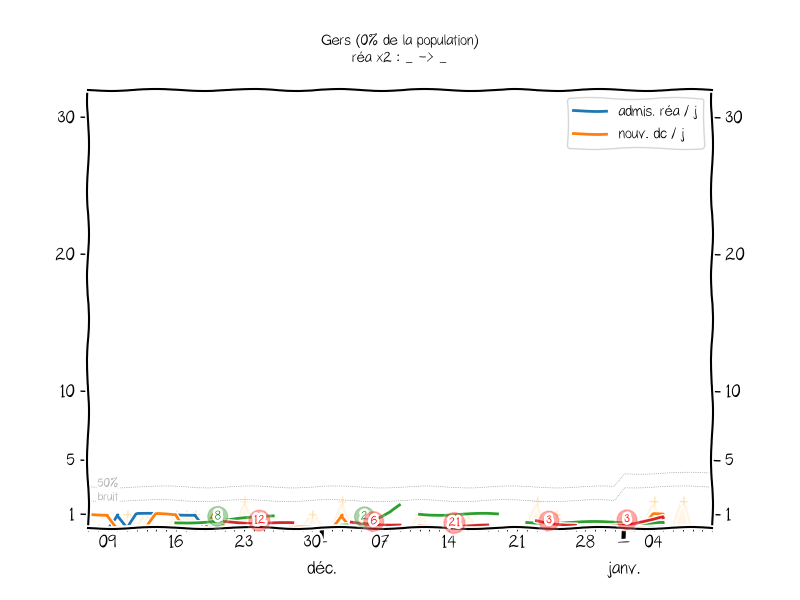 Gers (0% de la population)
réa x2 : _ -> _
admis. réa / j
nouv. dc / j
30 30
20 20
10 10
5 5
50%
bruit
1 1
8 12 2 6 21 3 3
09 16 23 30 07 14 21 28 04
déc. janv.